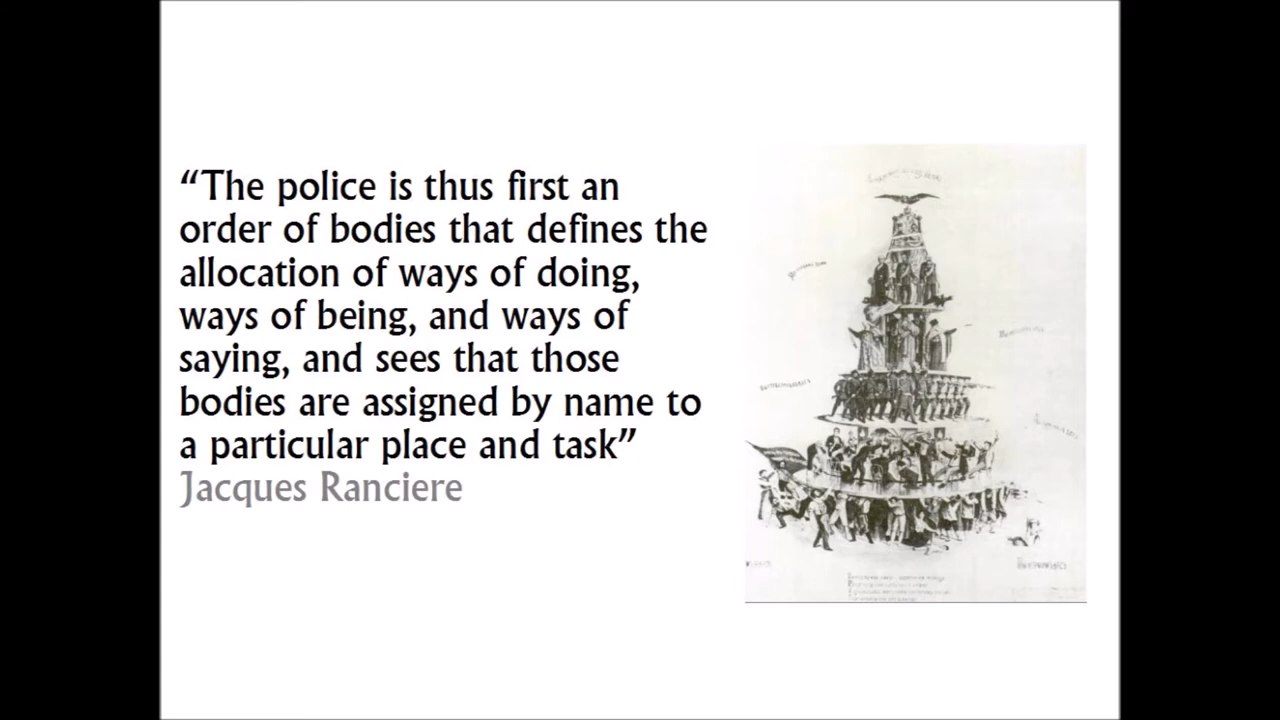 “The police is thus first an
order of bodies that defines the
allocation of ways of doing,
ways of being, and ways of
saying, and sees that those
bodies are assigned by name to
a particular place and task”
Jacques Ranciere